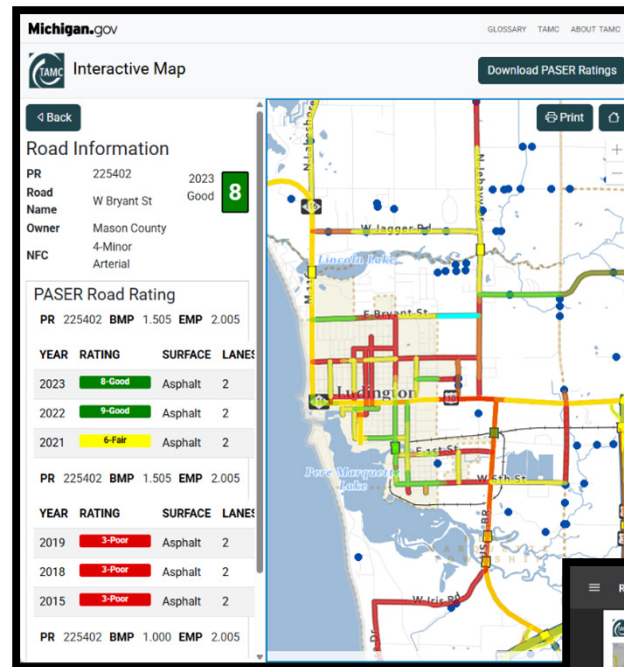 Michigan.gov
GLOSSARY TAMC ABOUT TAMC
TAMC Interactive Map
Download PASER Ratings
Back
Print
Road Information
PR 225402
2023
Good
8
Road Name W Bryant St
Owner Mason County
NFC 4-Minor Arterial
PASER Road Rating
PR 225402 BMP 1.505 EMP 2.005
YEAR RATING SURFACE LANES
2023 8-Good Asphalt 2
2022 9-Good Asphalt 2
2021 6-Fair Asphalt 2
PR 225402 BMP 1.505 EMP 2.005
YEAR RATING SURFACE LANES
2019 3-Poor Asphalt 2
2018 3-Poor Asphalt 2
2015 3-Poor Asphalt 2
PR 225402 BMP 1.000 EMP 2.005
N Lakeshore
W Jagger Rd
Lincoln Lake
M 116
E Bryant St
Ludington
East St
Pere Marquette
Lake
W 6th St
W Iris Rd